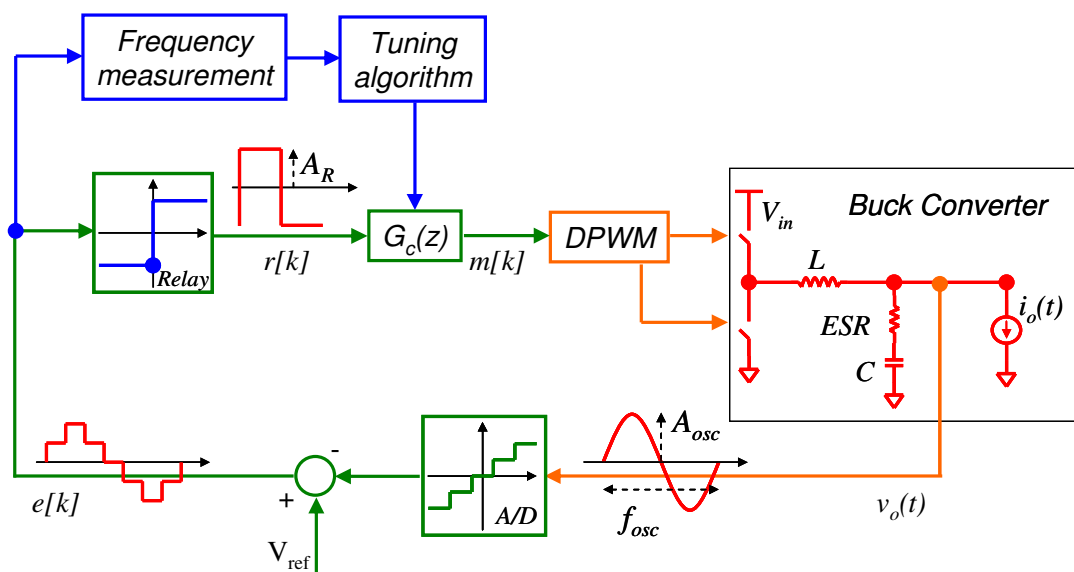 Frequency
measurement
Tuning
algorithm
A_R
Relay
r[k]
G_c(z)
m[k]
DPWM
Buck Converter
V_in
L
ESR
C
i_o(t)
A_osc
f_osc
v_o(t)
A/D
-
+
e[k]
V_ref